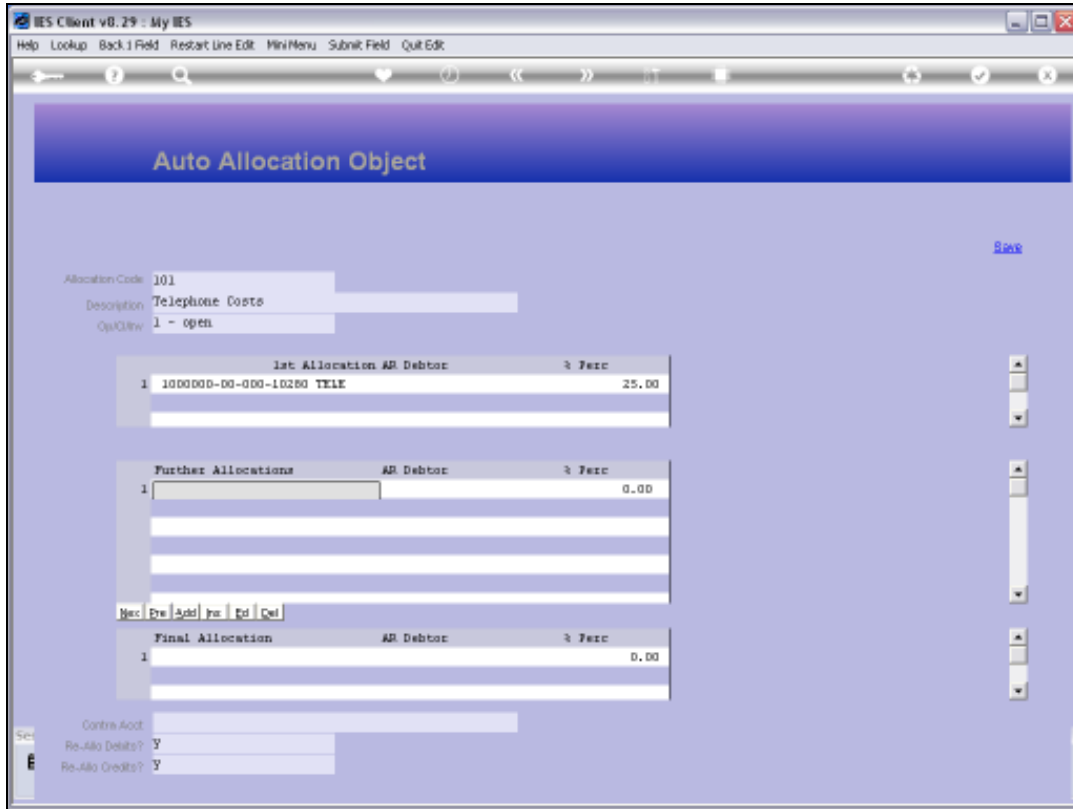 IES Client v8.29 : My IES
Help Lookup Back 1 Field Restart Line Edit MiniMenu Submit Field Quit Edit
Auto Allocation Object
Save
Allocation Code 101
Description Telephone Costs
Op/Cl/Inv 1 - open
1st Allocation AR Debtor % Perc
1 1000000-00-000-10280 TELE 25.00
Further Allocations AR Debtor % Perc
1 0.00
Nex Pre Add Ins Ed Del
Final Allocation AR Debtor % Perc
1 0.00
Contra Acct
Re-Allo Debits? Y
Re-Allo Credits? Y